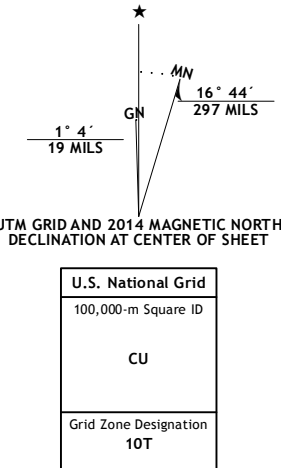 MN
GN
16° 44´
297 MILS
1° 4´
19 MILS
UTM GRID AND 2014 MAGNETIC NORTH
DECLINATION AT CENTER OF SHEET
U.S. National Grid
100,000-m Square ID
CU
Grid Zone Designation
10T